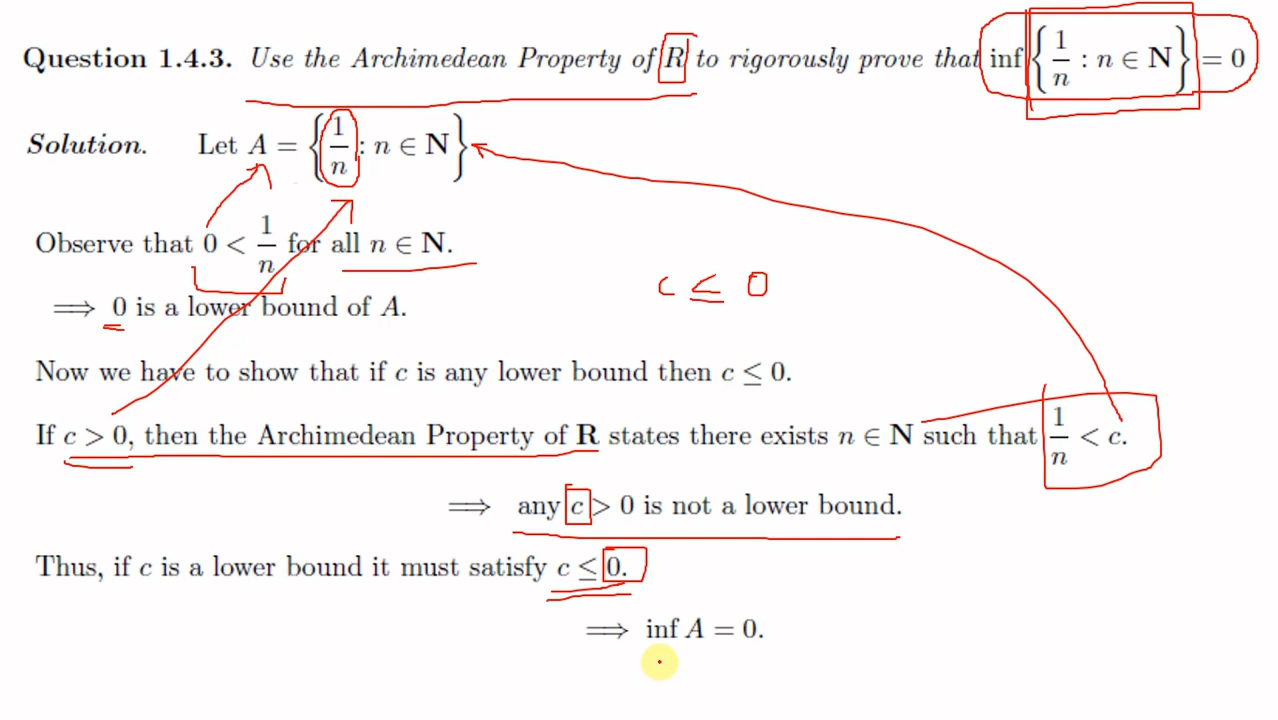 Question 1.4.3. Use the Archimedean Property of R to rigorously prove that inf {1/n : n ∈ N} = 0
Solution. Let A = {1/n : n ∈ N}
Observe that 0 < 1/n for all n ∈ N.
c ≤ 0
⟹ 0 is a lower bound of A.
Now we have to show that if c is any lower bound then c ≤ 0.
If c > 0, then the Archimedean Property of R states there exists n ∈ N such that 1/n < c.
⟹ any c > 0 is not a lower bound.
Thus, if c is a lower bound it must satisfy c ≤ 0.
⟹ inf A = 0.